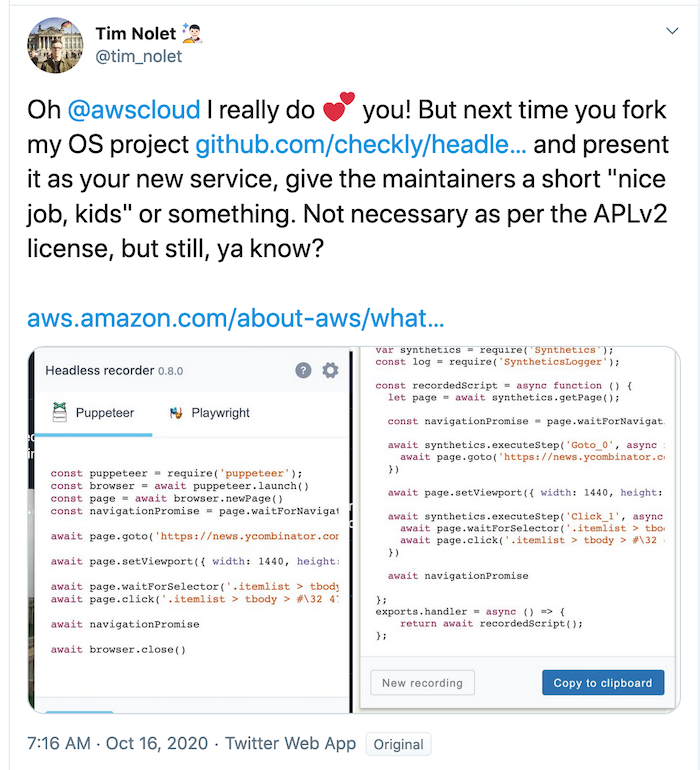 Tim Nolet
@tim_nolet
Oh @awscloud I really do 💕 you! But next time you fork
my OS project github.com/checkly/headle... and present
it as your new service, give the maintainers a short "nice
job, kids" or something. Not necessary as per the APLv2
license, but still, ya know?
aws.amazon.com/about-aws/what...
Headless recorder 0.8.0
Puppeteer
Playwright
const puppeteer = require('puppeteer');
const browser = await puppeteer.launch()
const page = await browser.newPage()
const navigationPromise = page.waitForNavigat
await page.goto('https://news.ycombinator.com
await page.setViewport({ width: 1440, height:
await page.waitForSelector('.itemlist > tbody
await page.click('.itemlist > tbody > #\32 4
await navigationPromise
await browser.close()
var synthetics = require('Synthetics');
const log = require('SyntheticsLogger');
const recordedScript = async function () {
let page = await synthetics.getPage();
const navigationPromise = page.waitForNavigat
await synthetics.executeStep('Goto_0', async
await page.goto('https://news.ycombinator.co
})
await page.setViewport({ width: 1440, height:
await synthetics.executeStep('Click_1', async
await page.waitForSelector('.itemlist > tbo
await page.click('.itemlist > tbody > #\32
})
await navigationPromise
};
exports.handler = async () => {
return await recordedScript();
};
New recording
Copy to clipboard
7:16 AM · Oct 16, 2020 · Twitter Web App
Original